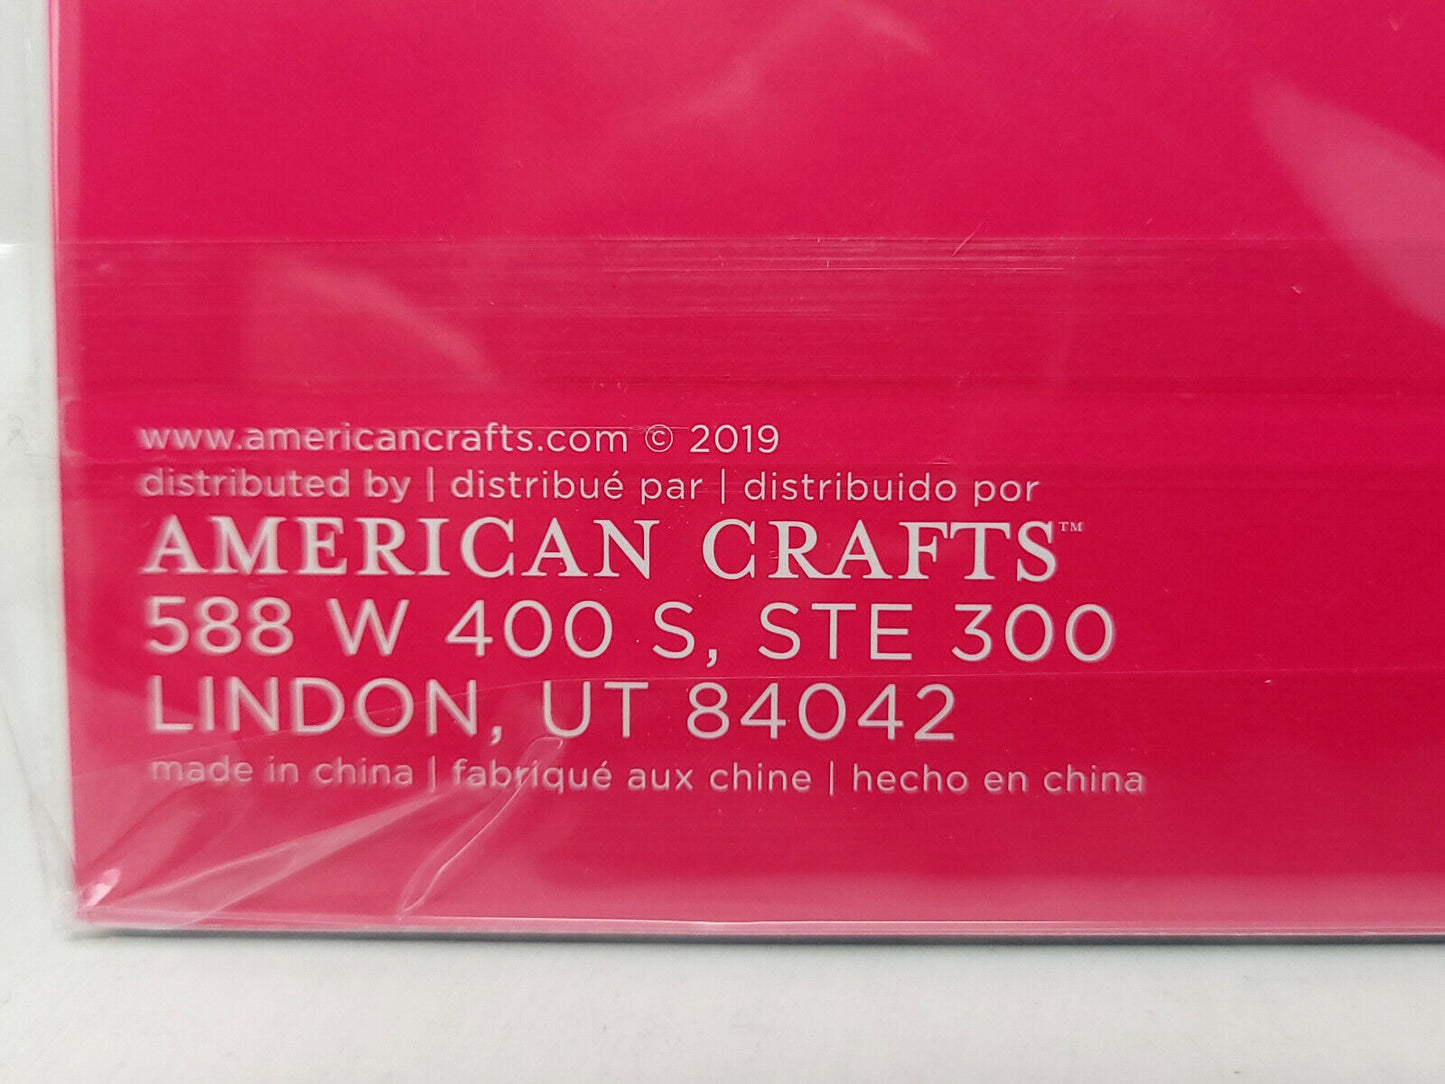 www.americancrafts.com © 2019
distributed by | distribué par | distribuido por
AMERICAN CRAFTS™
588 W 400 S, STE 300
LINDON, UT 84042
made in china | fabriqué aux chine | hecho en china